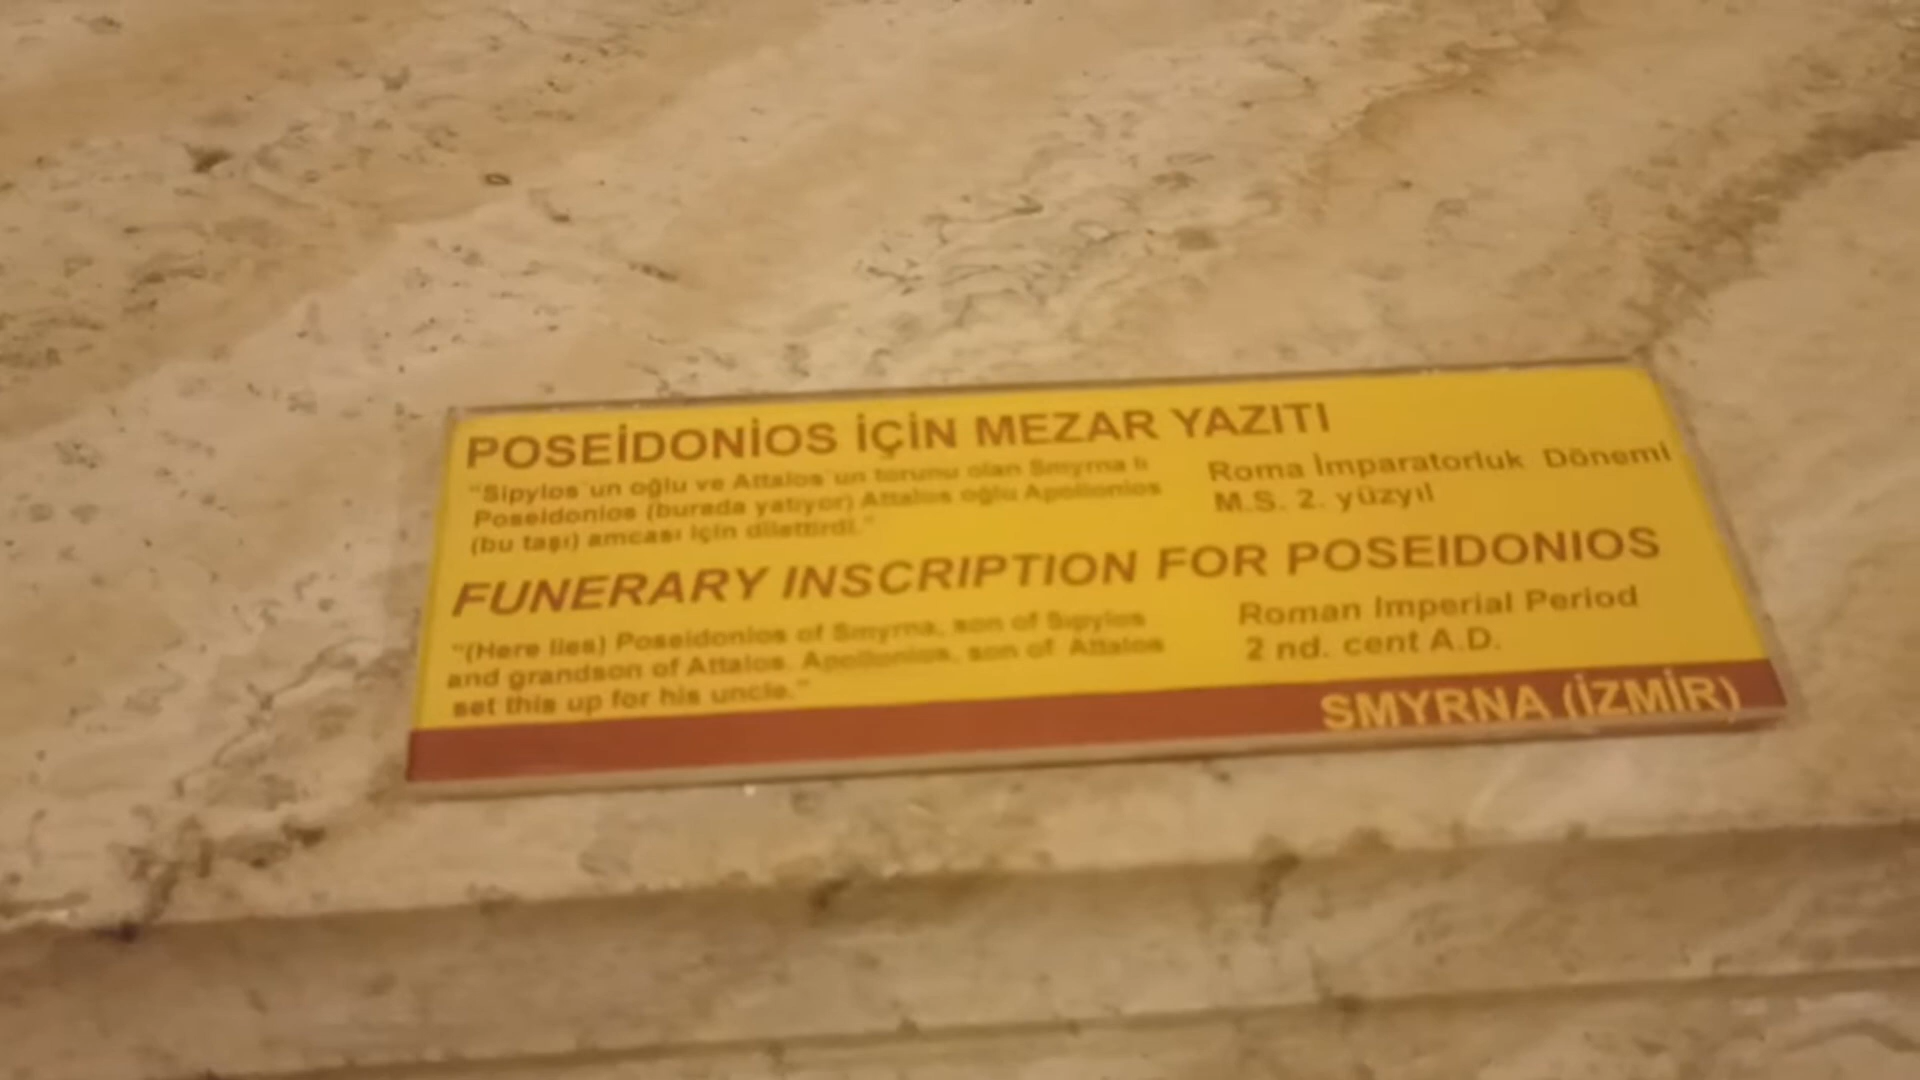 POSEİDONİOS İÇİN MEZAR YAZITI
"Sipylos'un oğlu ve Attalos'un torunu olan Smyrna'lı
Poseidonios (burada yatıyor) Attalos oğlu Apollonios
(bu taşı) amcası için dilettirdi."
Roma İmparatorluk Dönemi
M.S. 2. yüzyıl
FUNERARY INSCRIPTION FOR POSEIDONIOS
"(Here lies) Poseidonios of Smyrna, son of Sipylos
and grandson of Attalos. Apollonios, son of Attalos
set this up for his uncle."
Roman Imperial Period
2 nd. cent A.D.
SMYRNA (İZMİR)